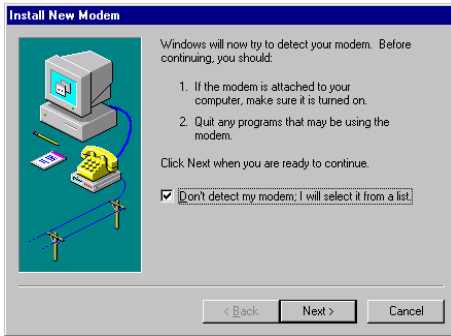 Install New Modem
Windows will now try to detect your modem. Before
continuing, you should:
1. If the modem is attached to your
computer, make sure it is turned on.
2. Quit any programs that may be using the
modem.
Click Next when you are ready to continue.
Don't detect my modem; I will select it from a list.
< Back
Next >
Cancel